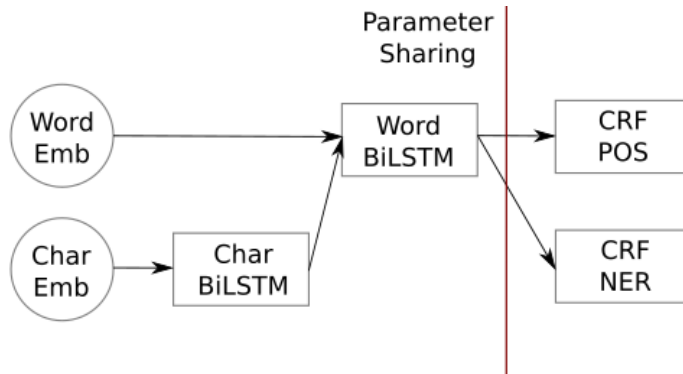 Parameter
Sharing
Word
Emb
Word
BiLSTM
CRF
POS
Char
Emb
Char
BiLSTM
CRF
NER